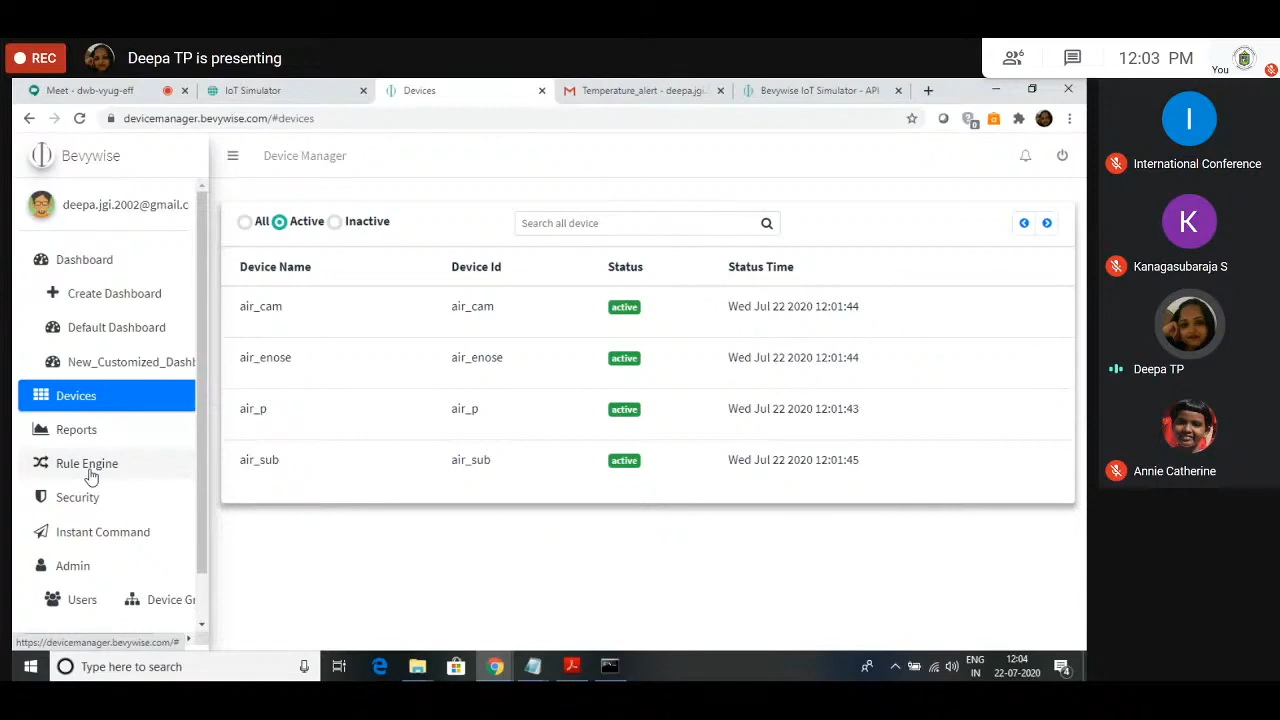 REC
Deepa TP is presenting
6
12:03 PM
You
Meet - dwb-vyug-eff
IoT Simulator
Devices
Temperature_alert - deepa.jgi.
Bevywise IoT Simulator - API
devicemanager.bevywise.com/#devices
Bevywise
Device Manager
deepa.jgi.2002@gmail.c
Dashboard
Create Dashboard
Default Dashboard
New_Customized_Dashb
Devices
Reports
Rule Engine
Security
Instant Command
Admin
Users
Device Gr
https://devicemanager.bevywise.com/#
All Active Inactive
Search all device
Device Name Device Id Status Status Time
air_cam air_cam active Wed Jul 22 2020 12:01:44
air_enose air_enose active Wed Jul 22 2020 12:01:44
air_p air_p active Wed Jul 22 2020 12:01:43
air_sub air_sub active Wed Jul 22 2020 12:01:45
I
International Conference
K
Kanagasubaraja S
Deepa TP
Annie Catherine
Type here to search
ENG
IN
12:04
22-07-2020
4